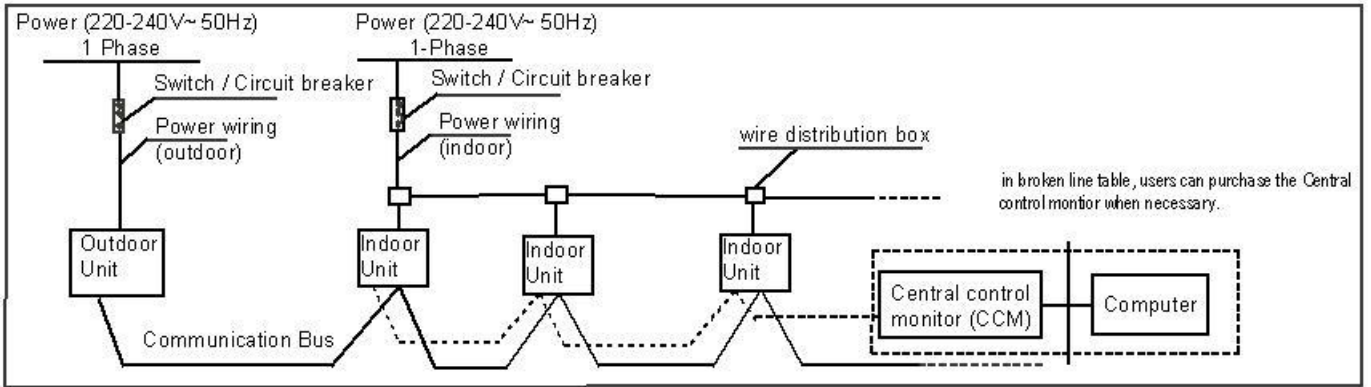 Power (220-240V~ 50Hz)
1 Phase
Switch / Circuit breaker
Power wiring
(outdoor)
Outdoor
Unit
Power (220-240V~ 50Hz)
1-Phase
Switch / Circuit breaker
Power wiring
(indoor)
wire distribution box
in broken line table, users can purchase the Central
control montior when necessary.
Indoor
Unit
Indoor
Unit
Indoor
Unit
Central control
monitor (CCM)
Computer
Communication Bus